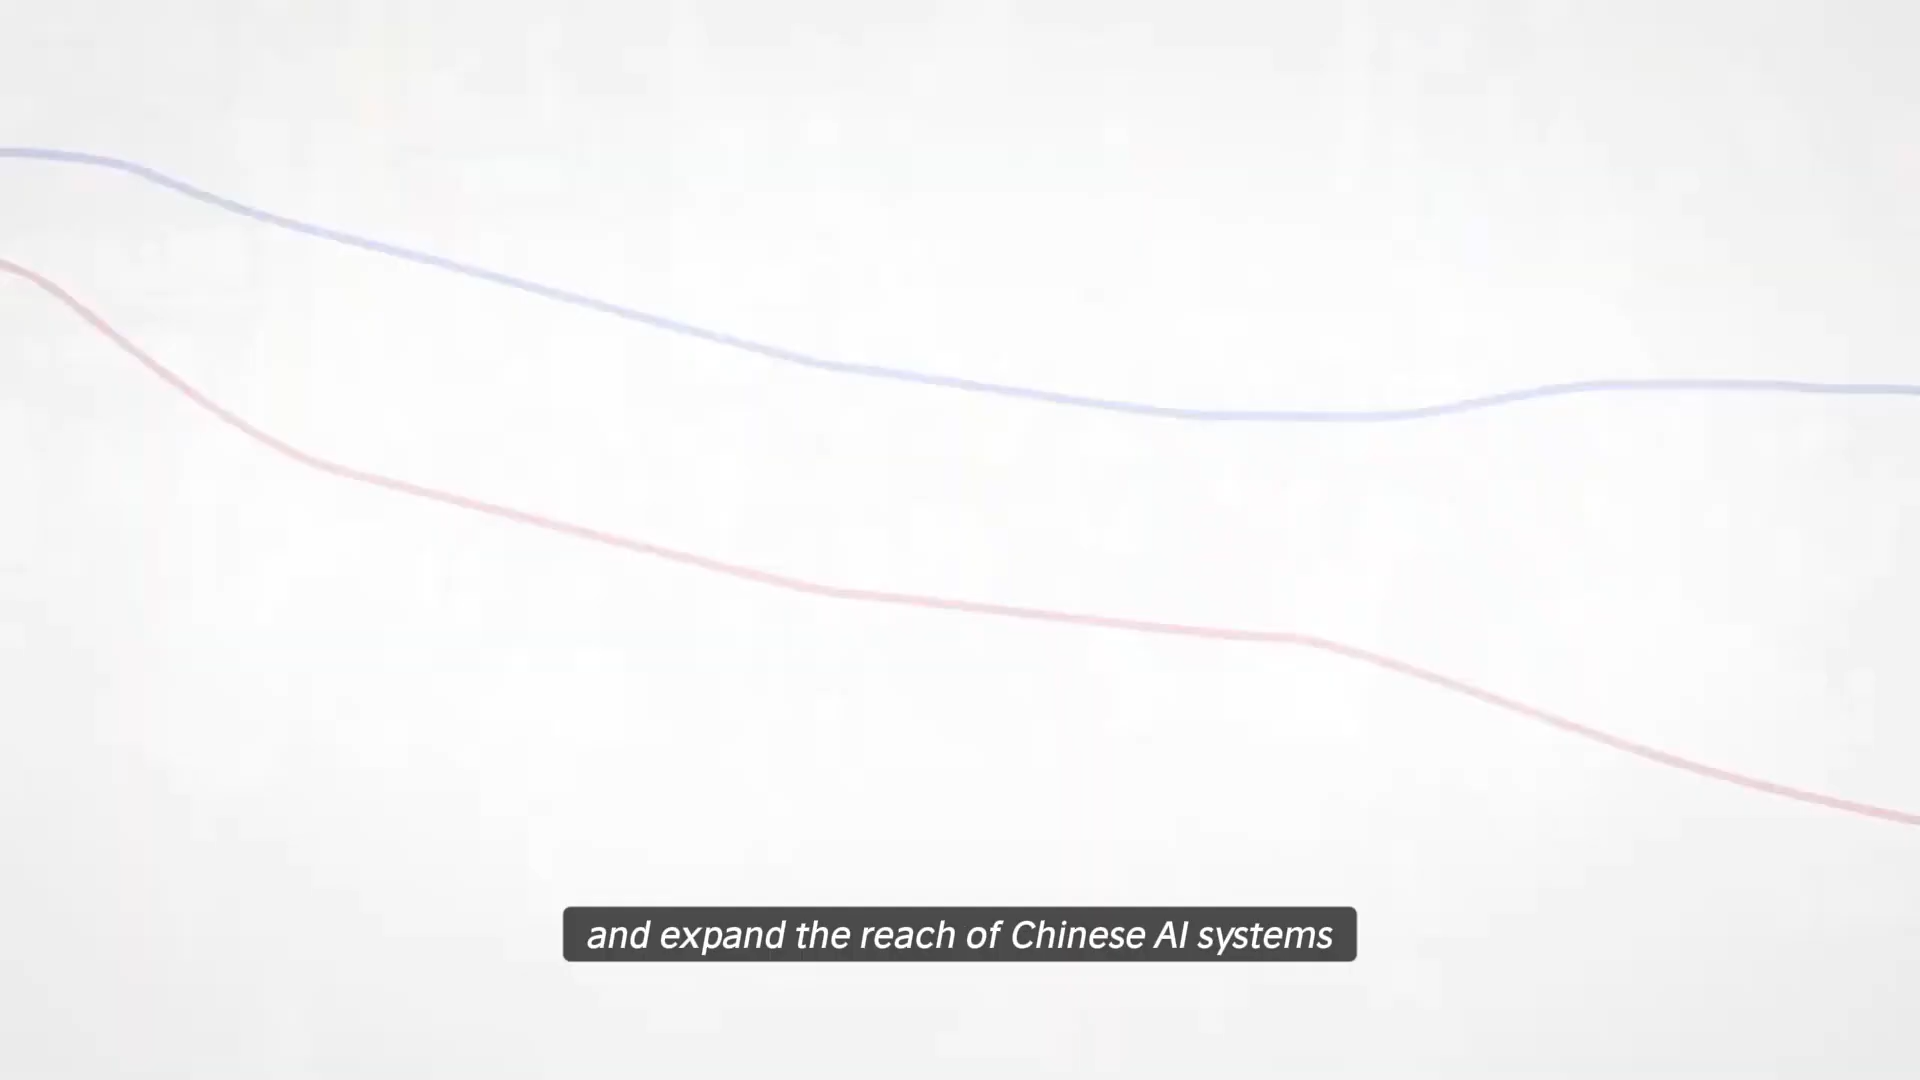 and expand the reach of Chinese AI systems